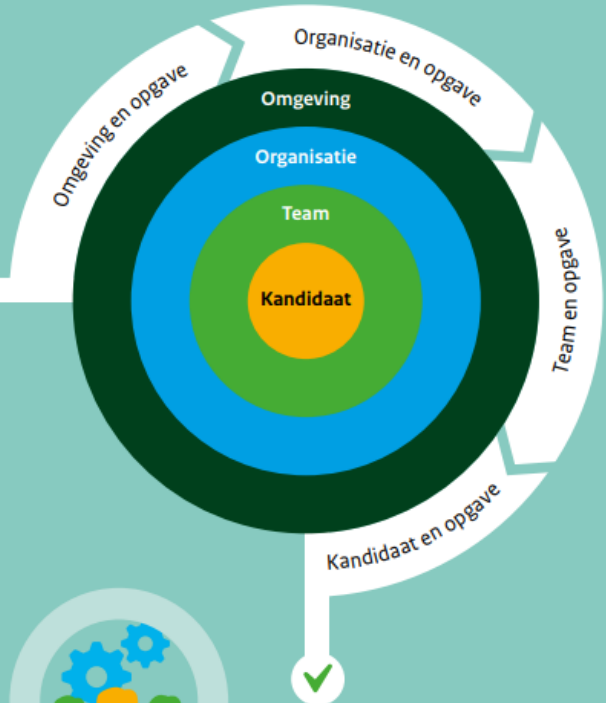 Omgeving en opgave
Organisatie en opgave
Team en opgave
Kandidaat en opgave
Omgeving
Organisatie
Team
Kandidaat